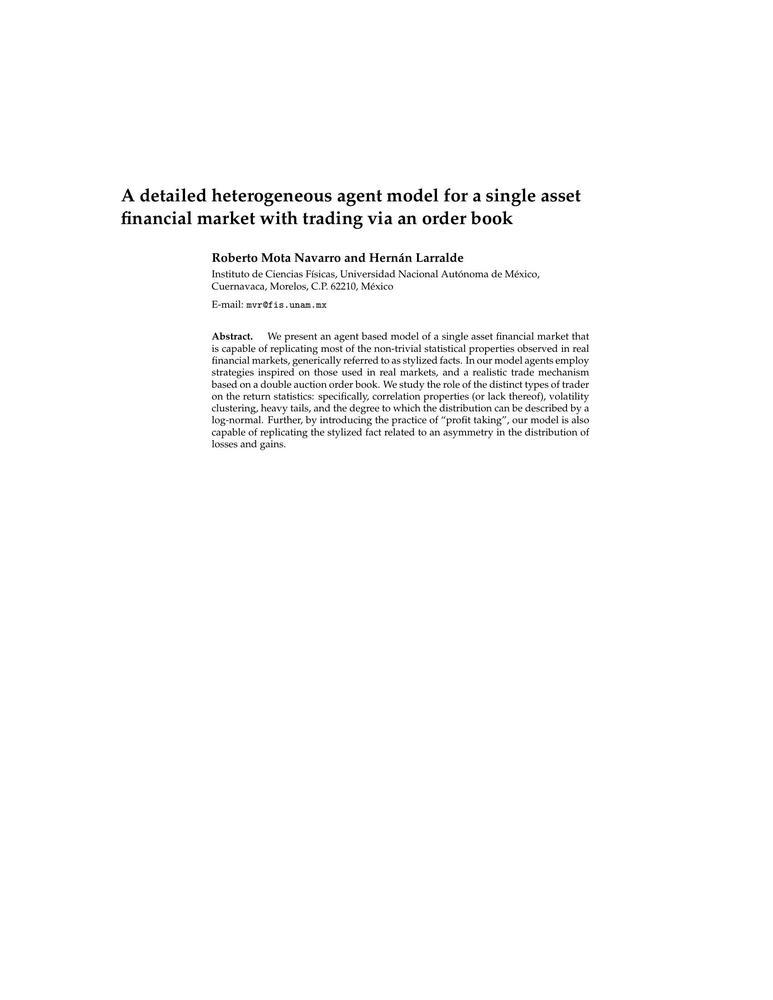 A detailed heterogeneous agent model for a single asset
financial market with trading via an order book
Roberto Mota Navarro and Hernán Larralde
Instituto de Ciencias Físicas, Universidad Nacional Autónoma de México,
Cuernavaca, Morelos, C.P. 62210, México
E-mail: mvr@fis.unam.mx
Abstract. We present an agent based model of a single asset financial market that
is capable of replicating most of the non-trivial statistical properties observed in real
financial markets, generically referred to as stylized facts. In our model agents employ
strategies inspired on those used in real markets, and a realistic trade mechanism
based on a double auction order book. We study the role of the distinct types of trader
on the return statistics: specifically, correlation properties (or lack thereof), volatility
clustering, heavy tails, and the degree to which the distribution can be described by a
log-normal. Further, by introducing the practice of “profit taking”, our model is also
capable of replicating the stylized fact related to an asymmetry in the distribution of
losses and gains.